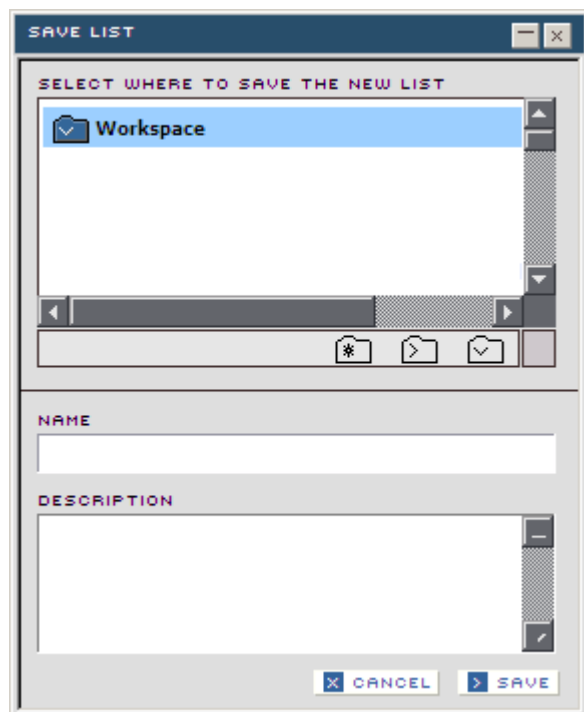 SAVE LIST
SELECT WHERE TO SAVE THE NEW LIST
Workspace
NAME
DESCRIPTION
CANCEL
SAVE